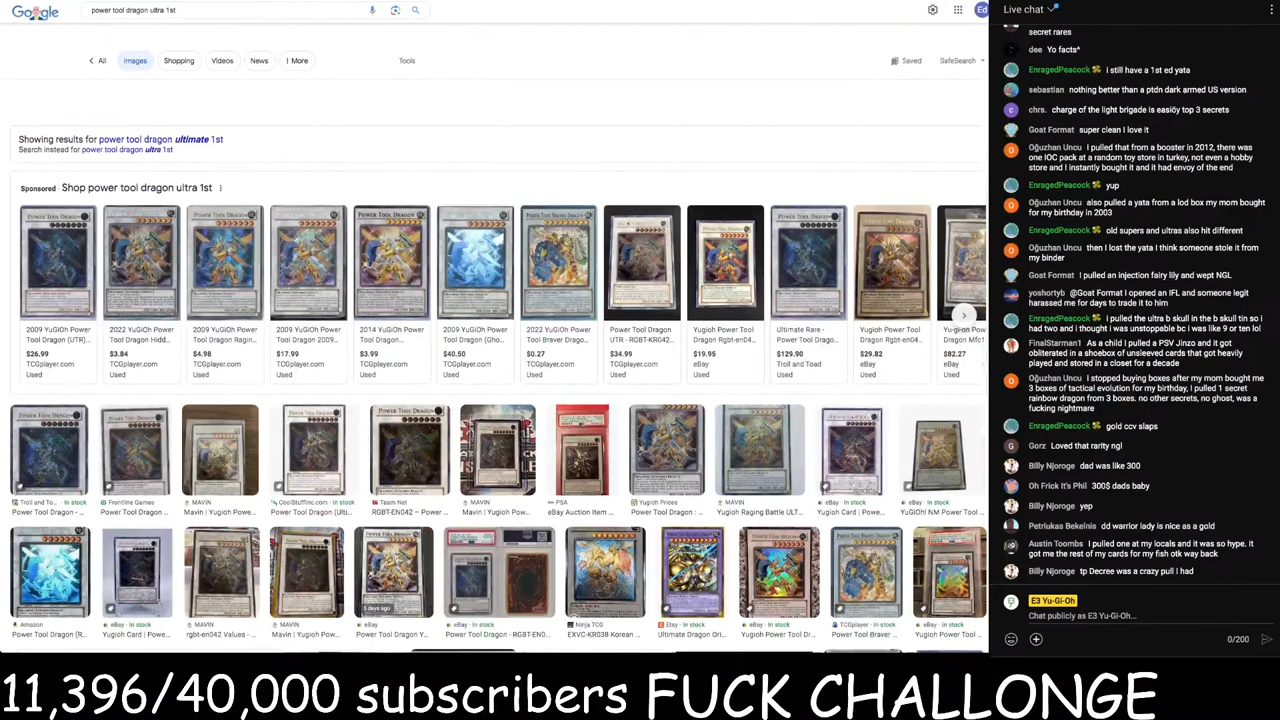 Google
power tool dragon ultra 1st
Ed
All
Images
Shopping
Videos
News
More
Tools
Saved
SafeSearch
Showing results for power tool dragon ultimate 1st
Search instead for power tool dragon ultra 1st
Sponsored · Shop power tool dragon ultra 1st
2009 YuGiOh Power Tool Dragon (UTR)...
$26.99
TCGplayer.com
Used
2022 YuGiOh Power Tool Dragon Hidd...
$3.84
TCGplayer.com
Used
2009 YuGiOh Power Tool Dragon Ragin...
$4.98
TCGplayer.com
Used
2009 YuGiOh Power Tool Dragon 2009...
$17.99
TCGplayer.com
Used
2014 YuGiOh Power Tool Dragon...
$3.99
TCGplayer.com
Used
2009 YuGiOh Power Tool Dragon (Gho...
$40.50
TCGplayer.com
Used
2022 YuGiOh Power Tool Braver Drago...
$0.27
TCGplayer.com
Used
Power Tool Dragon UTR - RGBT-KR042...
$34.99
TCGplayer.com
Used
Yugioh Power Tool Dragon Rgbt-en04...
$19.95
eBay
Used
Ultimate Rare - Power Tool Dragon...
$129.90
Troll and Toad
Used
Yugioh Power Tool Dragon Rgbt-en04...
$29.82
eBay
Used
Yu-gi-oh Power Tool Dragon Mfc1...
$82.27
eBay
Used
Troll and To... · In stock
Power Tool Dragon - ...
Frontline Games
Power Tool Dragon ...
MAVIN
Mavin | Yugioh Pow...
CoolStuffInc.com · In stock
Power Tool Dragon (Ulti...
Team Net
RGBT-EN042 – Power ...
MAVIN
Mavin | Yugioh Pow...
PSA
eBay Auction Item ...
Yugioh Prices
Power Tool Dragon : ...
MAVIN
Yugioh Raging Battle ULT...
eBay · In stock
Yugioh Card | Powe...
eBay · In stock
YuGiOh! NM Power Tool ...
5 days ago
Amazon
Power Tool Dragon (R...
eBay · In stock
Yugioh Card | Powe...
MAVIN
rgbt-en042 Values - ...
MAVIN
Mavin | Yugioh Powe...
eBay
Power Tool Dragon Y...
eBay · In stock
Power Tool Dragon - RGBT-EN0...
Ninja TCG
EXVC-KR038 Korean ...
Etsy · In stock
Ultimate Dragon Ori...
eBay · In stock
Yugioh Power Tool Dr...
TCGplayer · In stock
Power Tool Braver ...
eBay · In stock
Yugioh Power Tool ...
Live chat
secret rares
dee Yo facts^
EnragedPeacock i still have a 1st ed yata
sebastian nothing better than a ptdn dark armed US version
chrs. charge of the light brigade is easiöy top 3 secrets
Goat Format super clean I love it
Oğuzhan Uncu I pulled that from a booster in 2012, there was
one IOC pack at a random toy store in turkey, not even a hobby
store and I instantly bought it and it had envoy of the end
EnragedPeacock yup
Oğuzhan Uncu also pulled a yata from a lod box my mom bought
for my birthday in 2003
EnragedPeacock old supers and ultras also hit different
Oğuzhan Uncu then I lost the yata I think someone stole it from
my binder
Goat Format I pulled an injection fairy lily and wept NGL
yoshortyb @Goat Format I opened an IFL and someone legit
harassed me for days to trade it to him
EnragedPeacock i pulled the ultra b skull in the b skull tin so i
had two and i thought i was unstoppable bc i was like 9 or ten lol
FinalStarman1 As a child I pulled a PSV Jinzo and it got
obliterated in a shoebox of unsleeved cards that got heavily
played and stored in a closet for a decade
Oğuzhan Uncu I stopped buying boxes after my mom bought me
3 boxes of tactical evolution for my birthday, I pulled 1 secret
rainbow dragon from 3 boxes. no other secrets, no ghost, was a
fucking nightmare
EnragedPeacock gold ccv slaps
Gorz Loved that rarity ngl
Billy Njoroge dad was like 300
Oh Frick It's Phil 300$ dads baby
Billy Njoroge yep
Petriukas Bekelnis dd warrior lady is nice as a gold
Austin Toombs I pulled one at my locals and it was so hype. it
got me the rest of my cards for my fish otk way back
Billy Njoroge tp Decree was a crazy pull I had
E3 Yu-Gi-Oh
Chat publicly as E3 Yu-Gi-Oh...
0/200
11,396/40,000 subscribers FUCK CHALLONGE